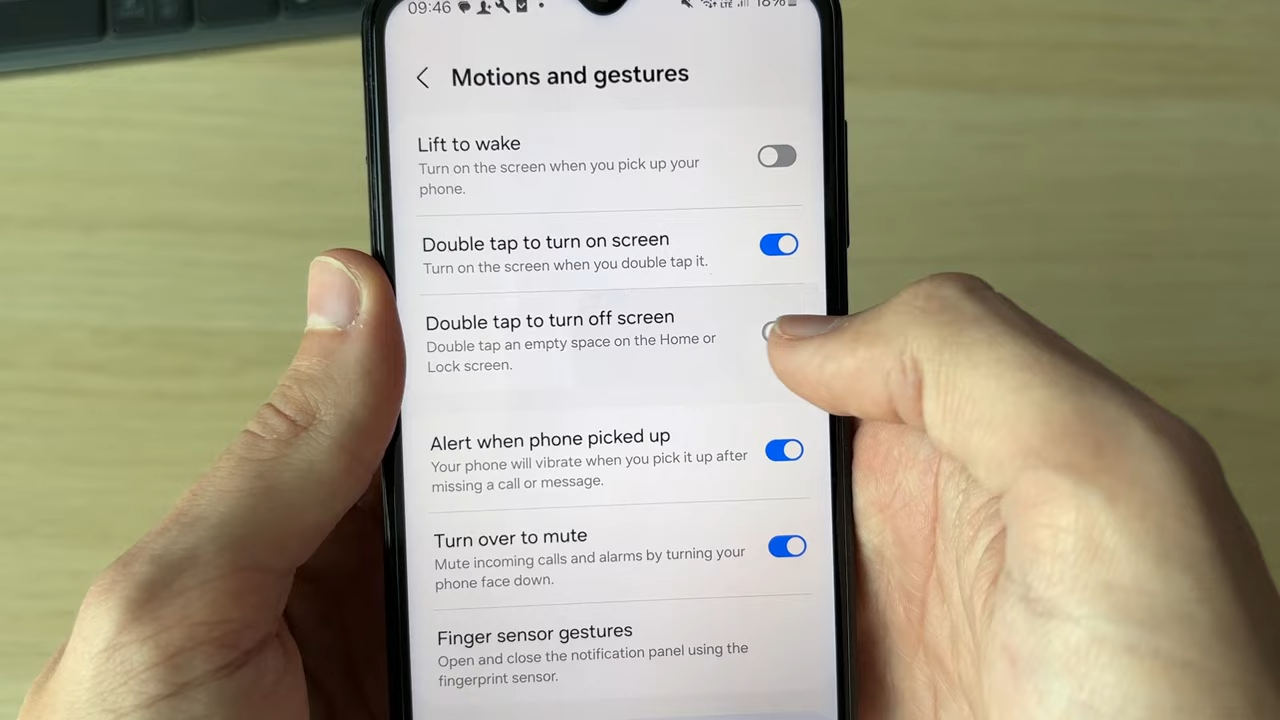 09:46 LTE
Motions and gestures
Lift to wake
Turn on the screen when you pick up your
phone.
Double tap to turn on screen
Turn on the screen when you double tap it.
Double tap to turn off screen
Double tap an empty space on the Home or
Lock screen.
Alert when phone picked up
Your phone will vibrate when you pick it up after
missing a call or message.
Turn over to mute
Mute incoming calls and alarms by turning your
phone face down.
Finger sensor gestures
Open and close the notification panel using the
fingerprint sensor.